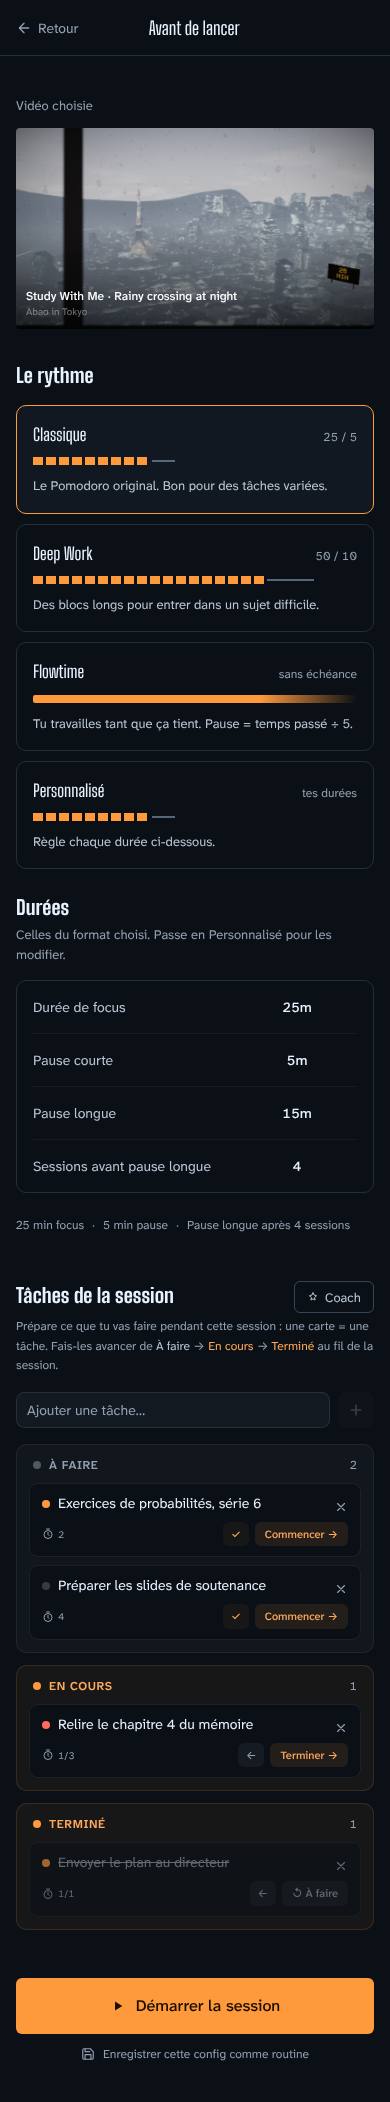 ← Retour
Avant de lancer
Vidéo choisie
25
MIN
Study With Me · Rainy crossing at night
Abao in Tokyo
Le rythme
Classique
25 / 5
Le Pomodoro original. Bon pour des tâches variées.
Deep Work
50 / 10
Des blocs longs pour entrer dans un sujet difficile.
Flowtime
sans échéance
Tu travailles tant que ça tient. Pause = temps passé ÷ 5.
Personnalisé
tes durées
Règle chaque durée ci-dessous.
Durées
Celles du format choisi. Passe en Personnalisé pour les
modifier.
Durée de focus
25m
Pause courte
5m
Pause longue
15m
Sessions avant pause longue
4
25 min focus · 5 min pause · Pause longue après 4 sessions
Tâches de la session
Coach
Prépare ce que tu vas faire pendant cette session : une carte = une
tâche. Fais-les avancer de À faire → En cours → Terminé au fil de la
session.
Ajouter une tâche...
+
À FAIRE
2
Exercices de probabilités, série 6
2
Commencer →
Préparer les slides de soutenance
4
Commencer →
EN COURS
1
Relire le chapitre 4 du mémoire
1/3
←
Terminer →
TERMINÉ
1
Envoyer le plan au directeur
1/1
←
À faire
Démarrer la session
Enregistrer cette config comme routine